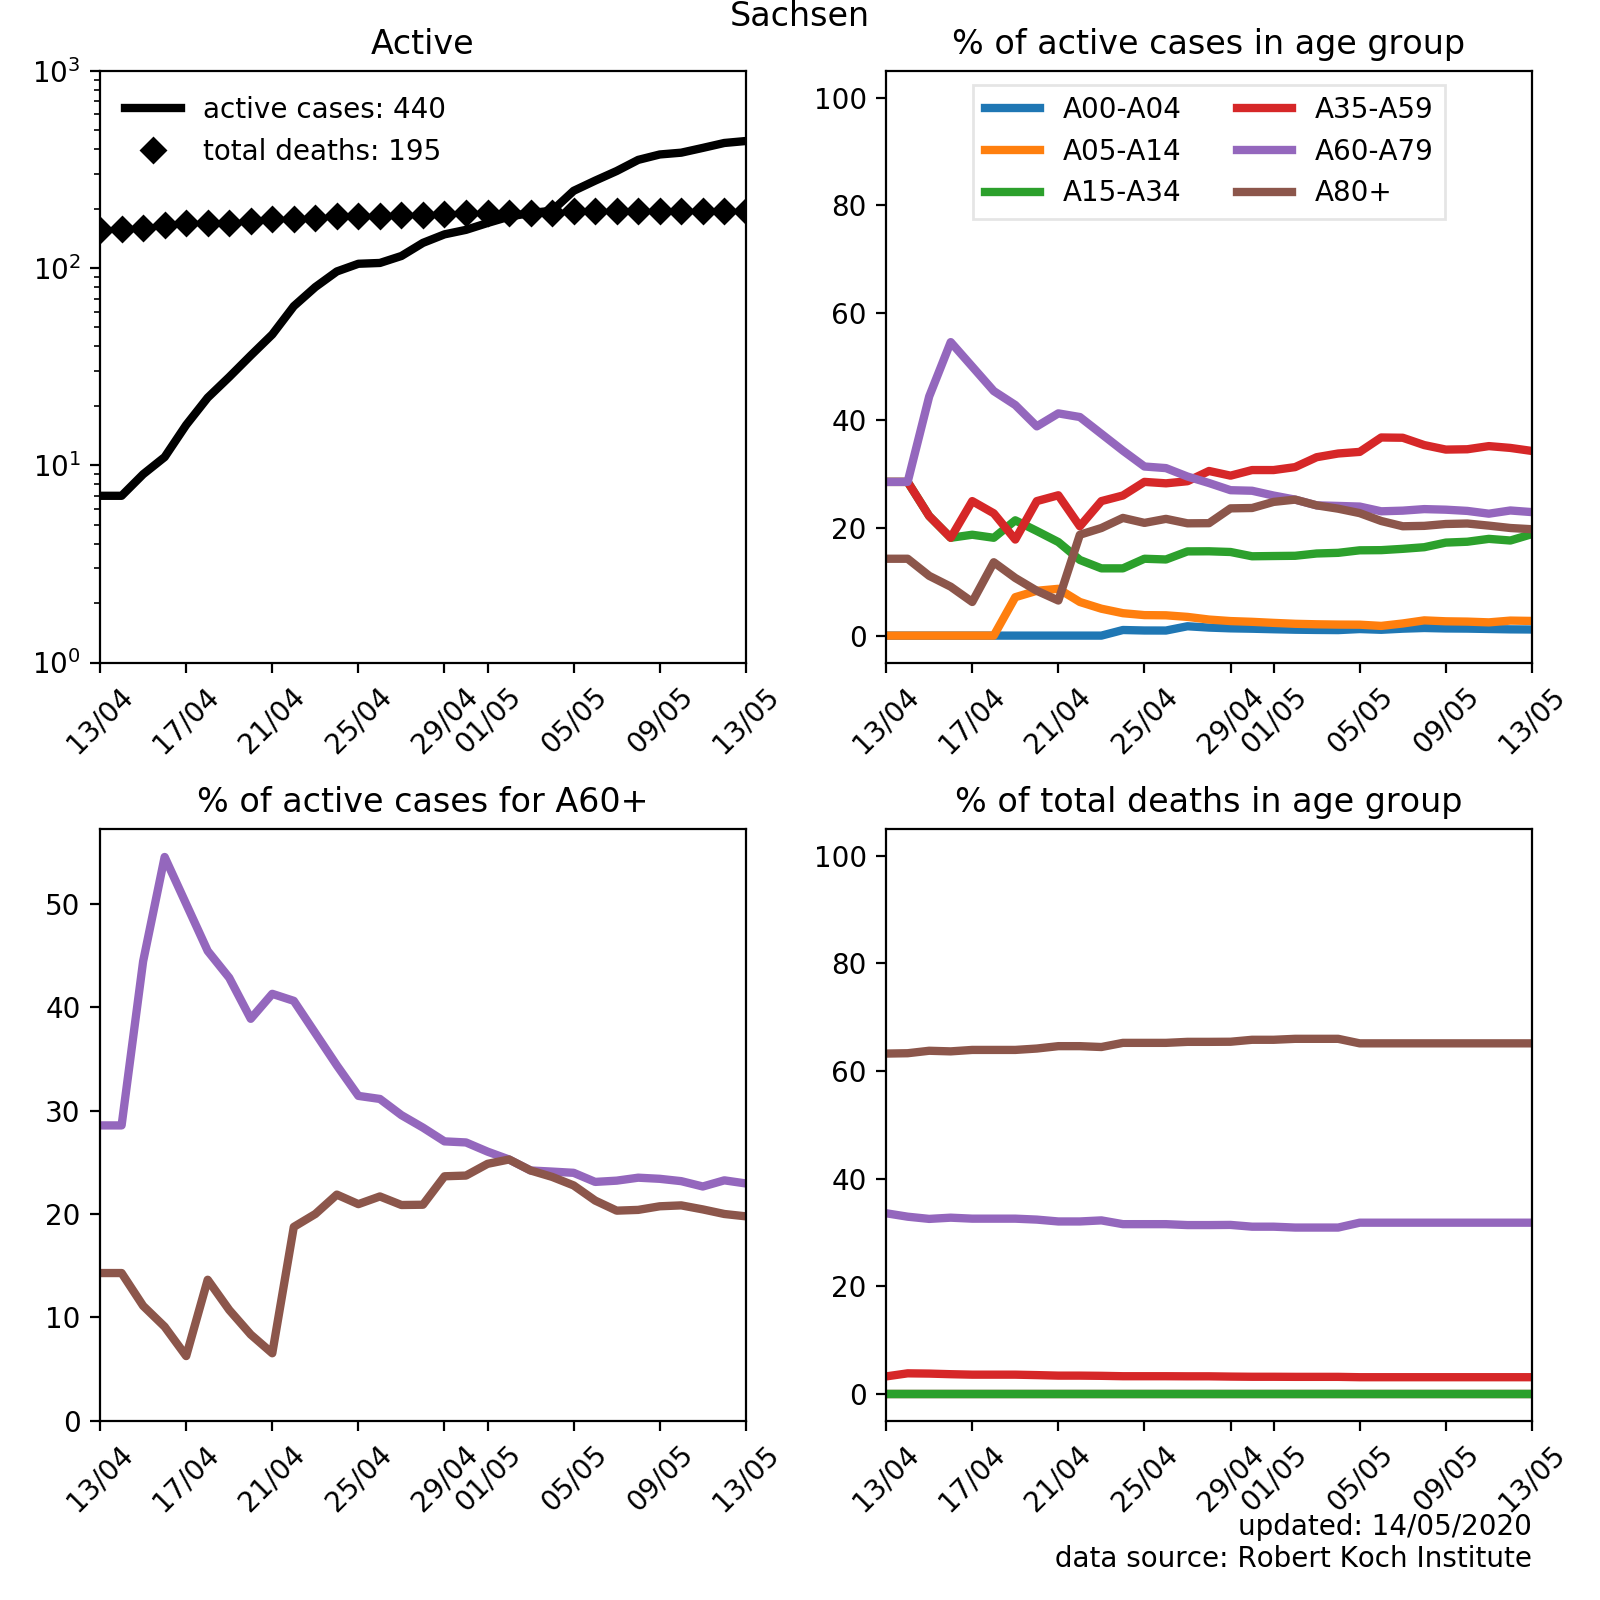 Sachsen
Active
10³
10²
10¹
10⁰
active cases: 440
total deaths: 195
13/04 17/04 21/04 25/04 29/04 01/05 05/05 09/05 13/05
% of active cases in age group
100
80
60
40
20
0
A00-A04 A35-A59
A05-A14 A60-A79
A15-A34 A80+
13/04 17/04 21/04 25/04 29/04 01/05 05/05 09/05 13/05
% of active cases for A60+
50
40
30
20
10
0
13/04 17/04 21/04 25/04 29/04 01/05 05/05 09/05 13/05
% of total deaths in age group
100
80
60
40
20
0
13/04 17/04 21/04 25/04 29/04 01/05 05/05 09/05 13/05
updated: 14/05/2020
data source: Robert Koch Institute